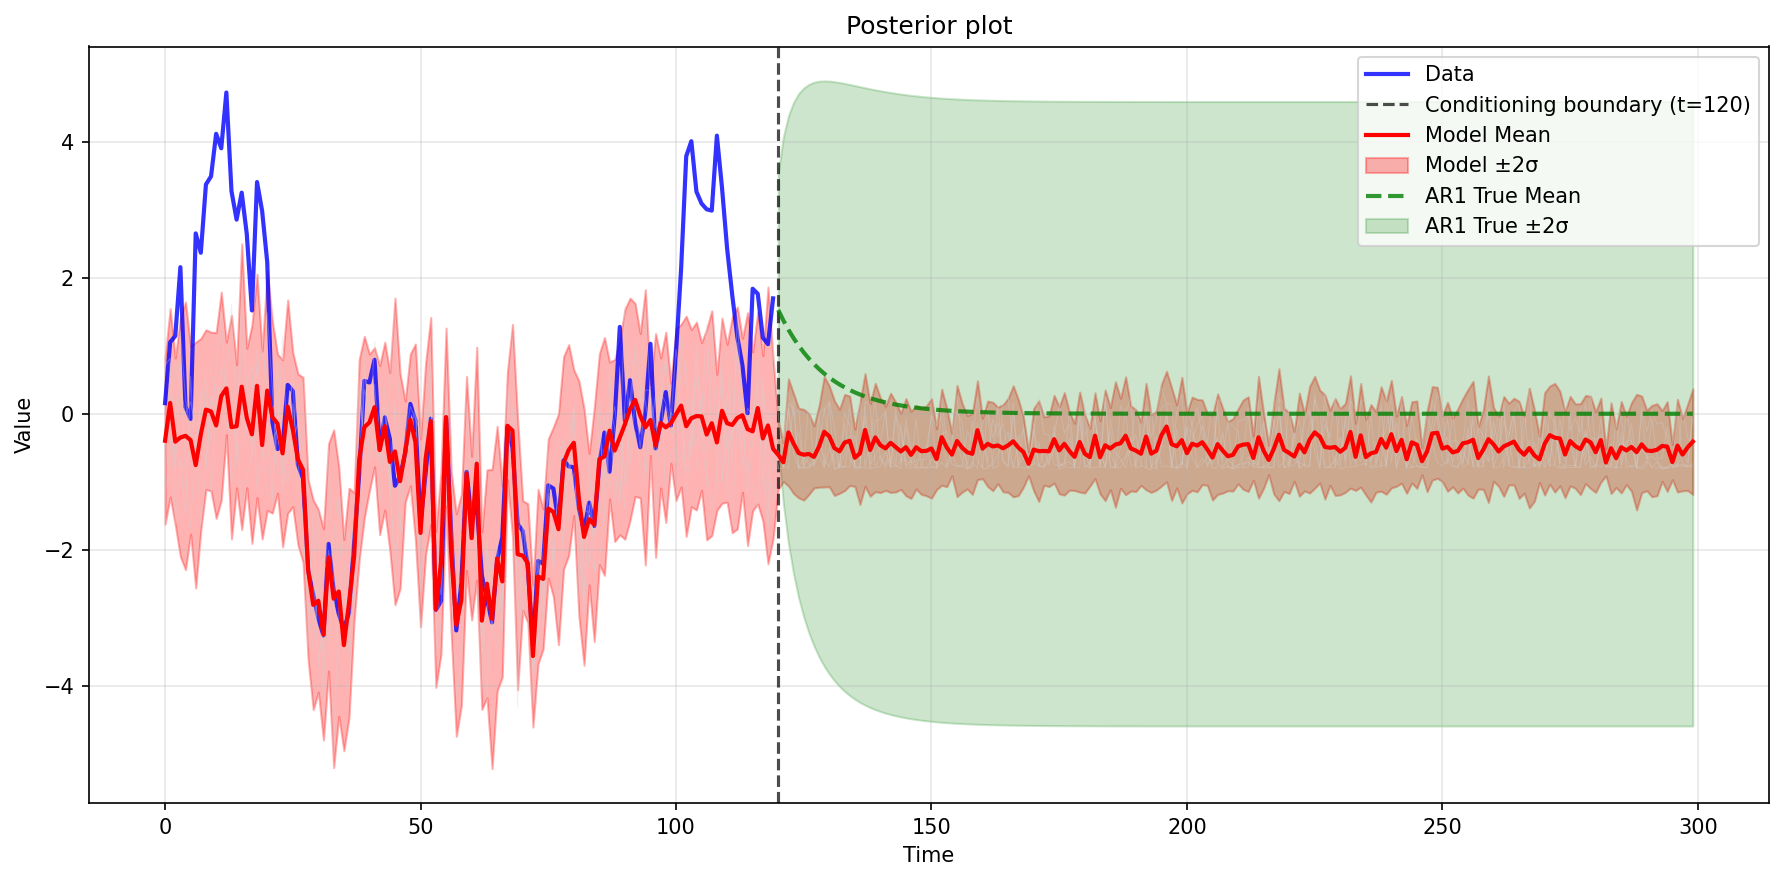 Posterior plot
Value
4
2
0
−2
−4
0
50
100
150
200
250
300
Time
Data
Conditioning boundary (t=120)
Model Mean
Model ±2σ
AR1 True Mean
AR1 True ±2σ